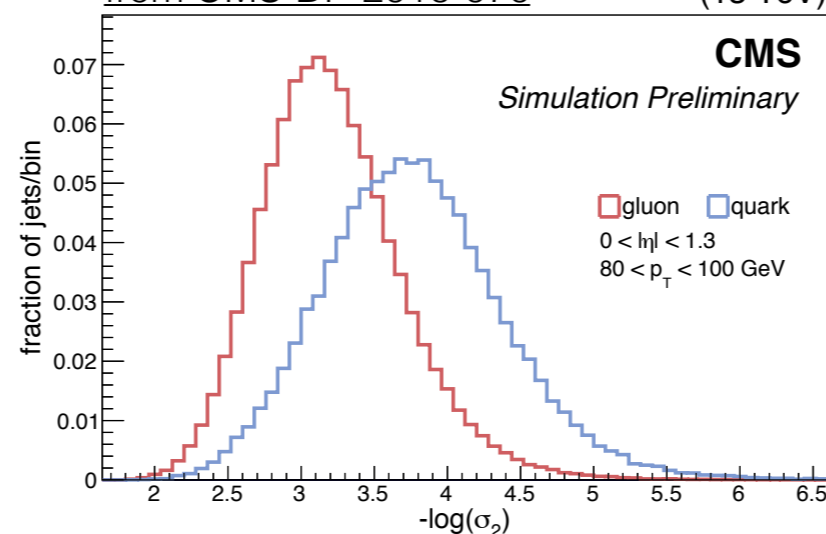 CMS
Simulation Preliminary
gluon quark
0 < |η| < 1.3
80 < p_T < 100 GeV
fraction of jets/bin
0.07
0.06
0.05
0.04
0.03
0.02
0.01
0
2 2.5 3 3.5 4 4.5 5 5.5 6 6.5
-log(σ_2)